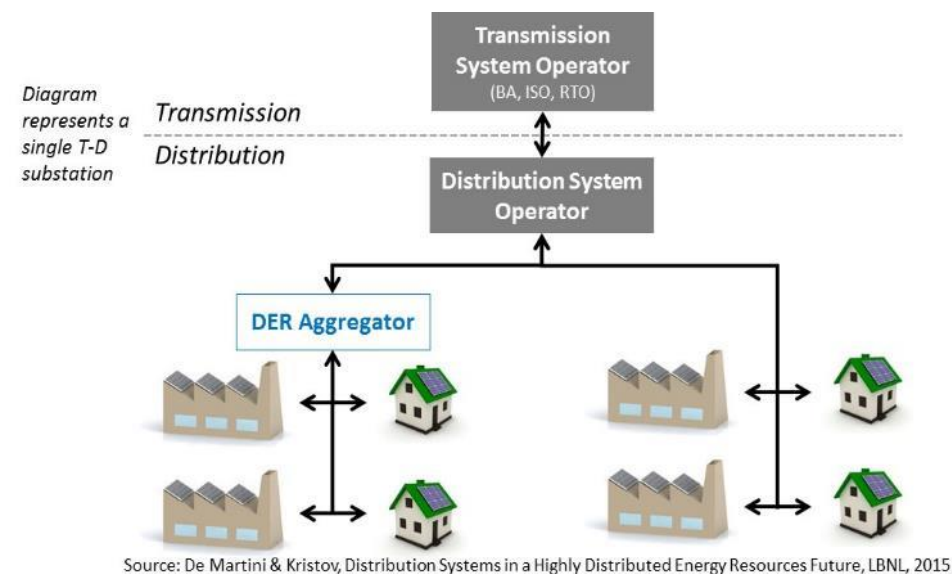 Transmission
System Operator
(BA, ISO, RTO)
Diagram
represents a
single T-D
substation
Transmission
Distribution
Distribution System
Operator
DER Aggregator
Source: De Martini & Kristov, Distribution Systems in a Highly Distributed Energy Resources Future, LBNL, 2015